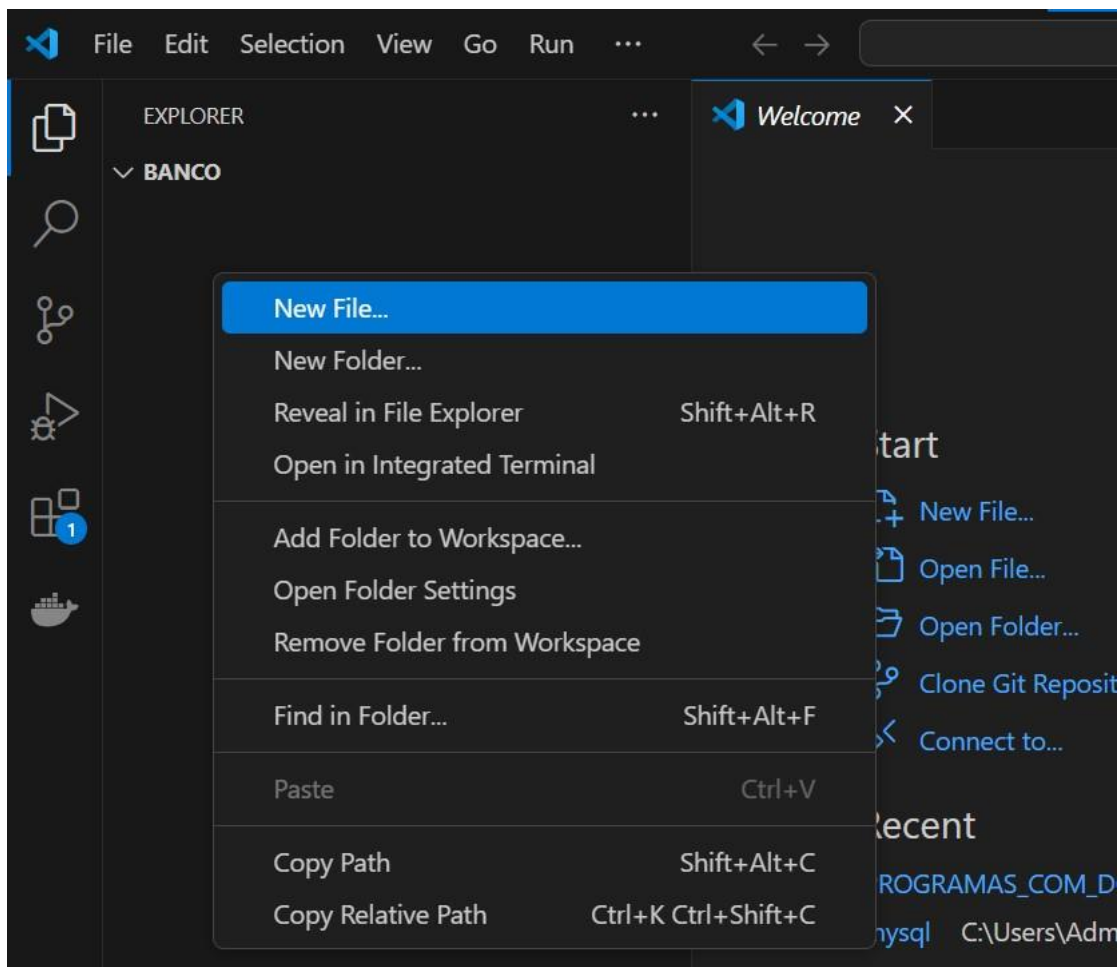 File Edit Selection View Go Run ...
EXPLORER ... Welcome
BANCO
New File...
New Folder...
Reveal in File Explorer Shift+Alt+R
Open in Integrated Terminal
Add Folder to Workspace...
Open Folder Settings
Remove Folder from Workspace
Find in Folder... Shift+Alt+F
Paste Ctrl+V
Copy Path Shift+Alt+C
Copy Relative Path Ctrl+K Ctrl+Shift+C
1
tart
New File...
Open File...
Open Folder...
Clone Git Reposit
Connect to...
ecent
ROGRAMAS_COM_D
ysql C:\Users\Adm